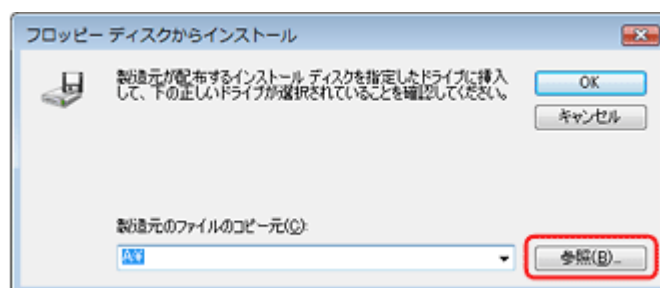 フロッピー ディスクからインストール
製造元が配布するインストール ディスクを指定したドライブに挿入
して、下の正しいドライブが選択されていることを確認してください。
OK
キャンセル
製造元のファイルのコピー元(C):
A:¥
参照(B)...